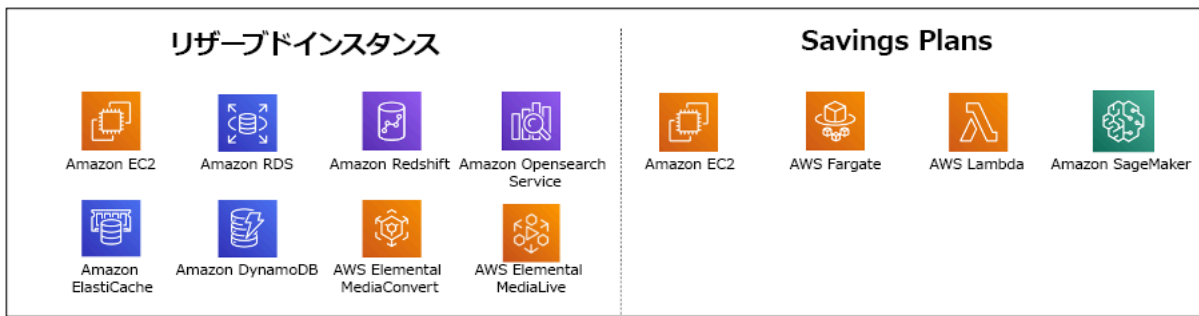 リザーブドインスタンス
Savings Plans
Amazon EC2
Amazon RDS
Amazon Redshift
Amazon Opensearch
Service
Amazon EC2
AWS Fargate
AWS Lambda
Amazon SageMaker
Amazon
ElastiCache
Amazon DynamoDB
AWS Elemental
MediaConvert
AWS Elemental
MediaLive